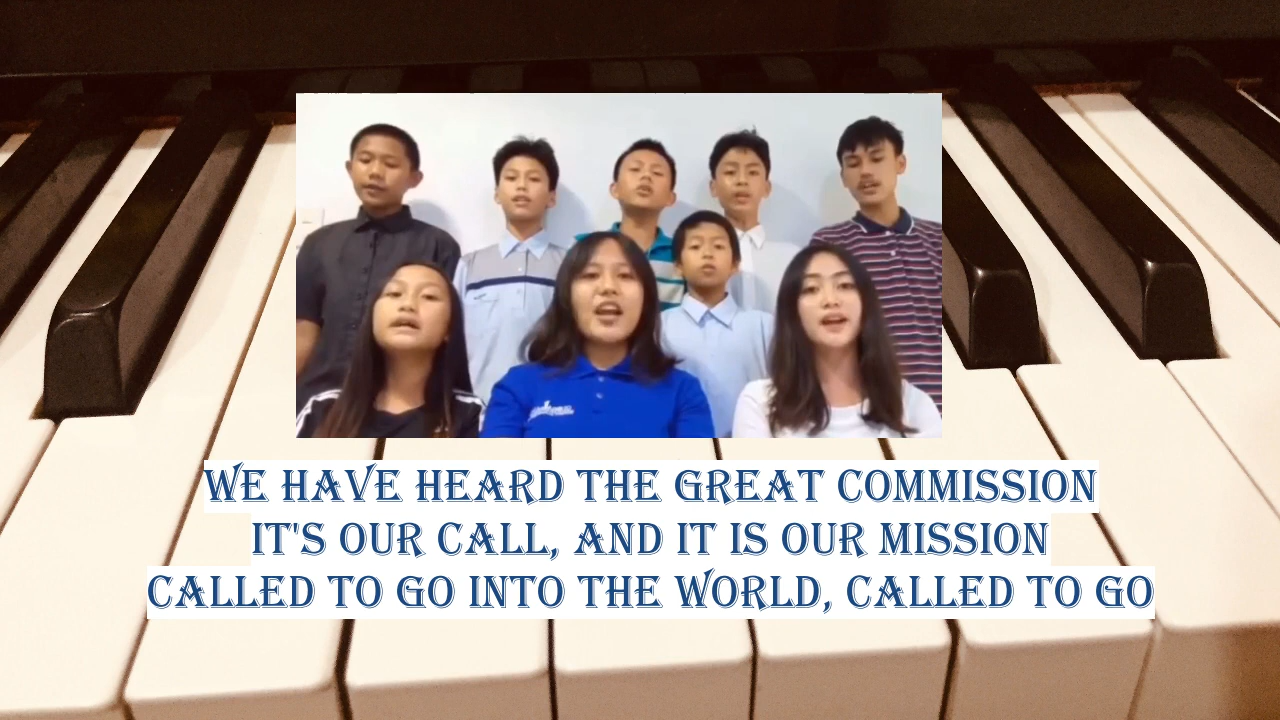 WE HAVE HEARD THE GREAT COMMISSION
IT'S OUR CALL, AND IT IS OUR MISSION
CALLED TO GO INTO THE WORLD, CALLED TO GO